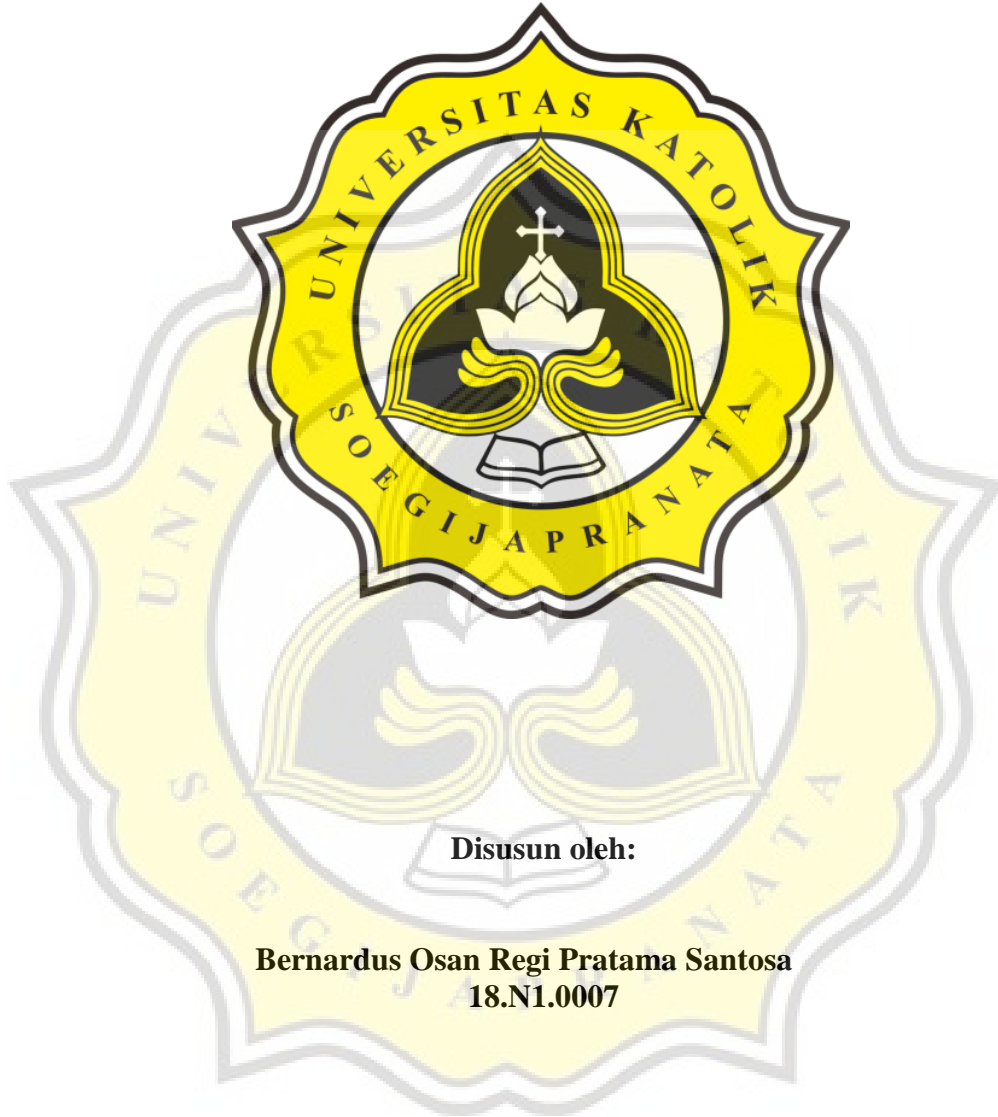 UNIVERSITAS KATOLIK
SOEGIJAPRANATA
Disusun oleh:
Bernardus Osan Regi Pratama Santosa
18.N1.0007